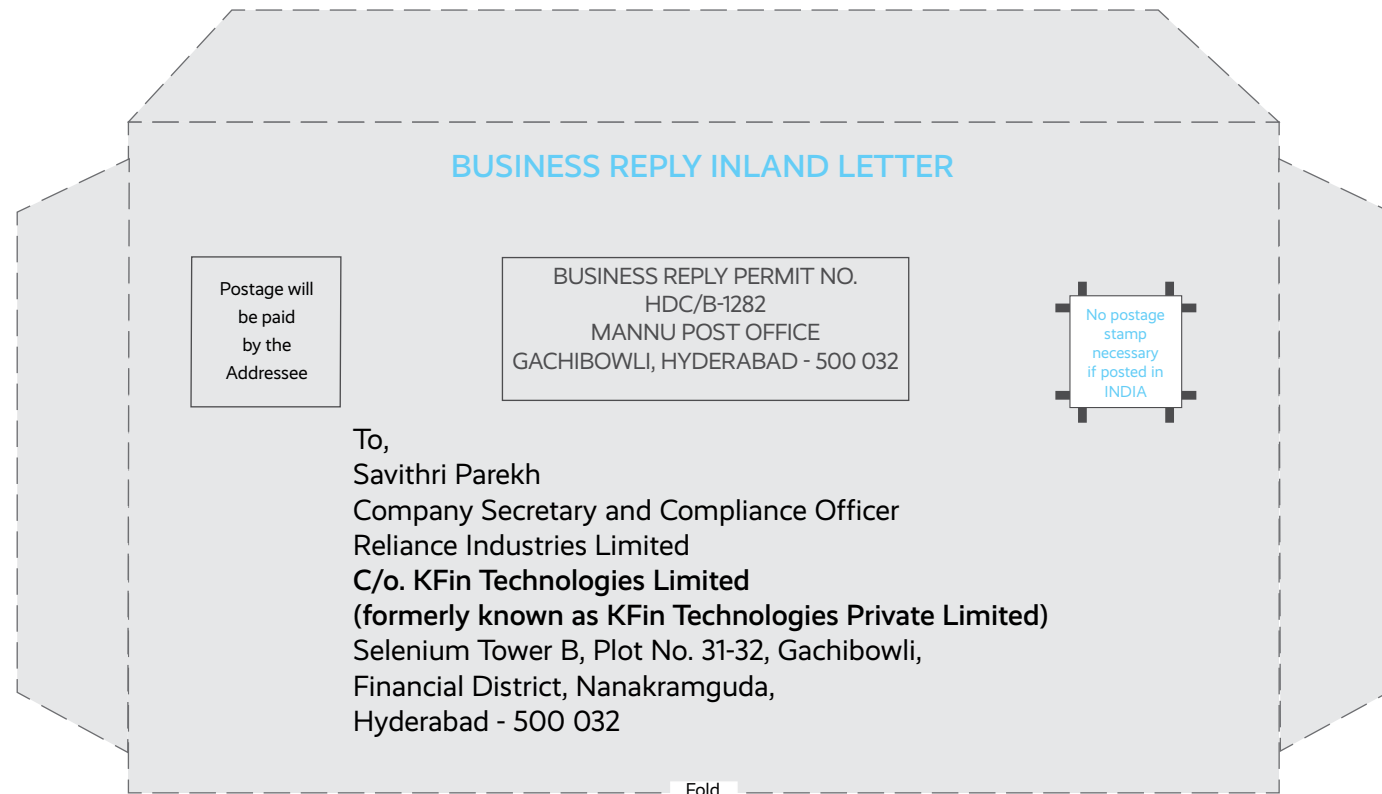 BUSINESS REPLY INLAND LETTER
Postage will
be paid
by the
Addressee
BUSINESS REPLY PERMIT NO.
HDC/B-1282
MANNU POST OFFICE
GACHIBOWLI, HYDERABAD - 500 032
No postage
stamp
necessary
if posted in
INDIA
To,
Savithri Parekh
Company Secretary and Compliance Officer
Reliance Industries Limited
C/o. KFin Technologies Limited
(formerly known as KFin Technologies Private Limited)
Selenium Tower B, Plot No. 31-32, Gachibowli,
Financial District, Nanakramguda,
Hyderabad - 500 032
Fold